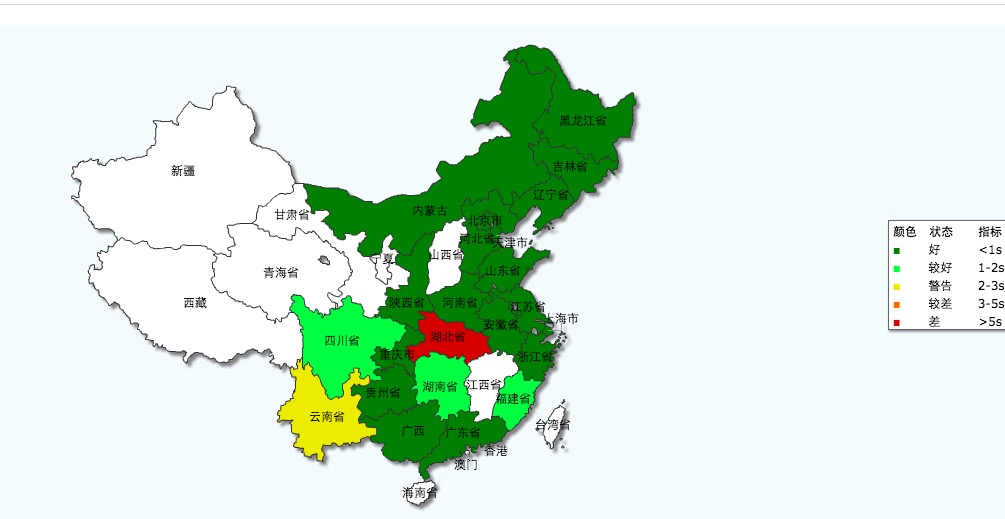 黑龙江省
吉林省
辽宁省
新疆
内蒙古
甘肃省
北京市
河北省
天津市
山西省
宁夏
青海省
山东省
西藏
陕西省
河南省
江苏省
上海市
安徽省
湖北省
四川省
重庆市
浙江省
湖南省
江西省
贵州省
福建省
云南省
台湾省
广西
广东省
香港
澳门
海南省
颜色 状态 指标
好 <1s
较好 1-2s
警告 2-3s
较差 3-5s
差 >5s